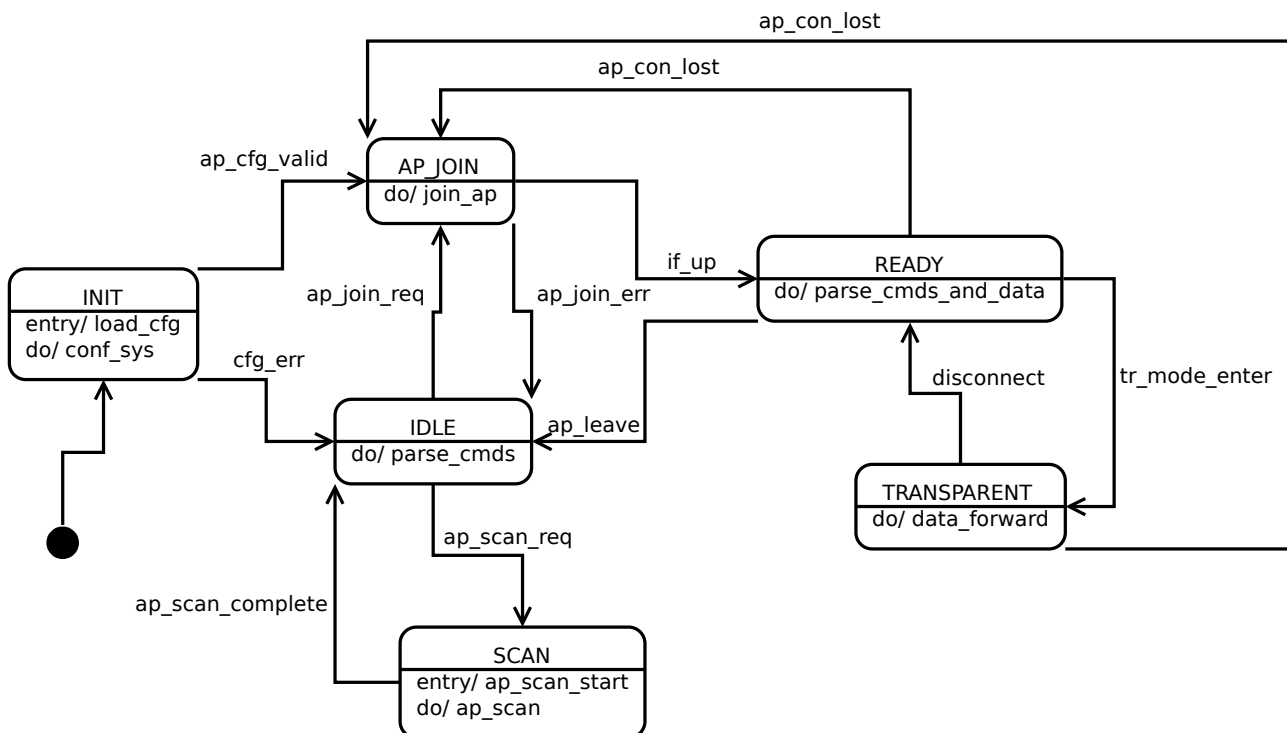 ap_con_lost
ap_con_lost
ap_cfg_valid
AP_JOIN
do/ join_ap
if_up
READY
do/ parse_cmds_and_data
INIT
entry/ load_cfg
do/ conf_sys
ap_join_req
ap_join_err
cfg_err
disconnect
tr_mode_enter
IDLE
do/ parse_cmds
ap_leave
TRANSPARENT
do/ data_forward
ap_scan_req
ap_scan_complete
SCAN
entry/ ap_scan_start
do/ ap_scan